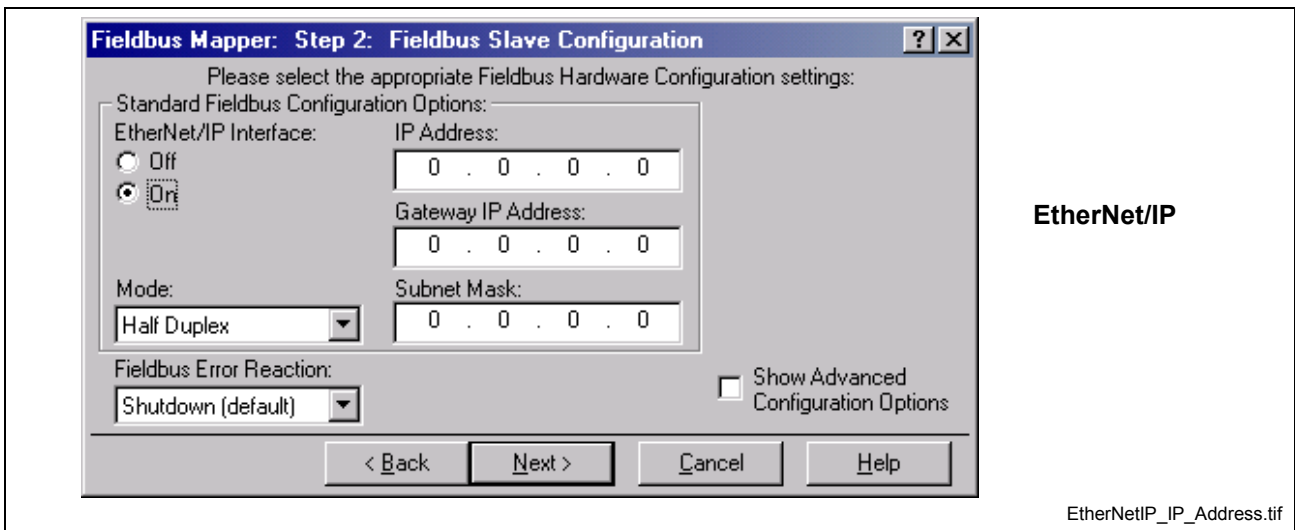 Fieldbus Mapper: Step 2: Fieldbus Slave Configuration
Please select the appropriate Fieldbus Hardware Configuration settings:
Standard Fieldbus Configuration Options:
EtherNet/IP Interface:
Off
On
IP Address:
0 . 0 . 0 . 0
Gateway IP Address:
0 . 0 . 0 . 0
Mode:
Half Duplex
Subnet Mask:
0 . 0 . 0 . 0
Fieldbus Error Reaction:
Shutdown (default)
Show Advanced
Configuration Options
< Back
Next >
Cancel
Help
EtherNet/IP
EtherNetIP_IP_Address.tif